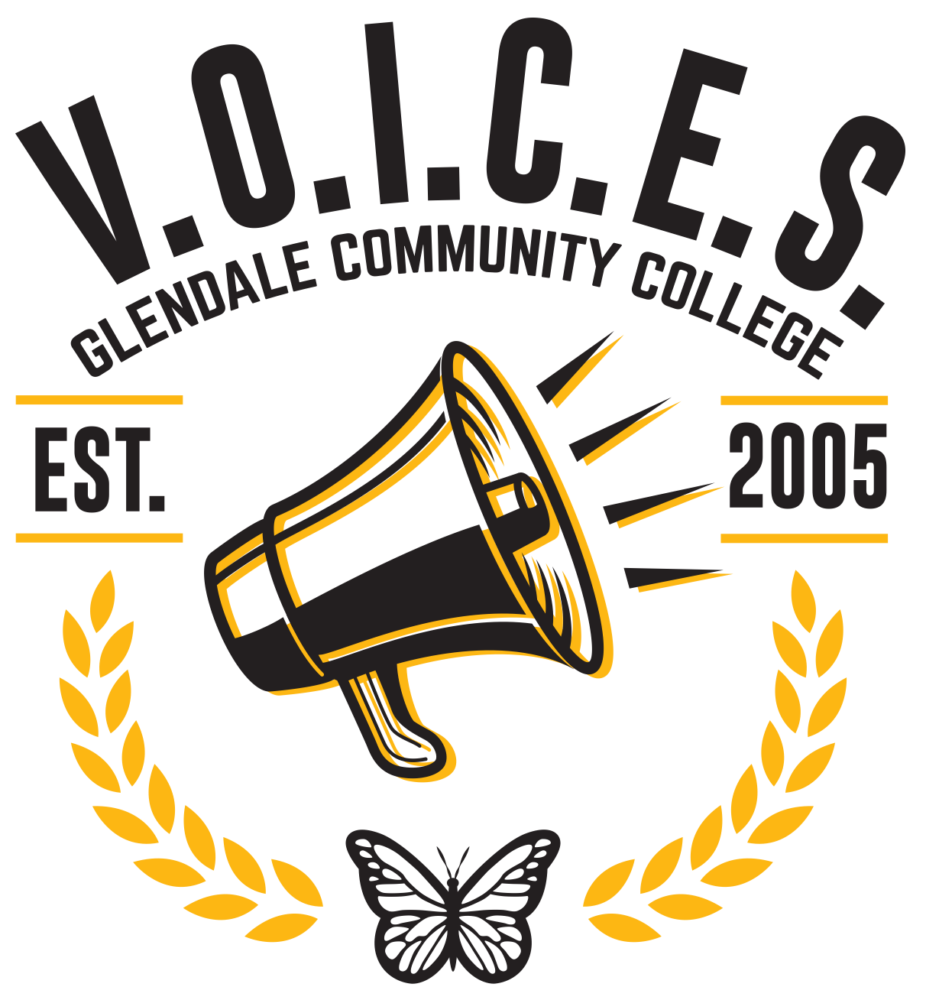 V.O.I.C.E.S.
GLENDALE COMMUNITY COLLEGE
EST.
2005